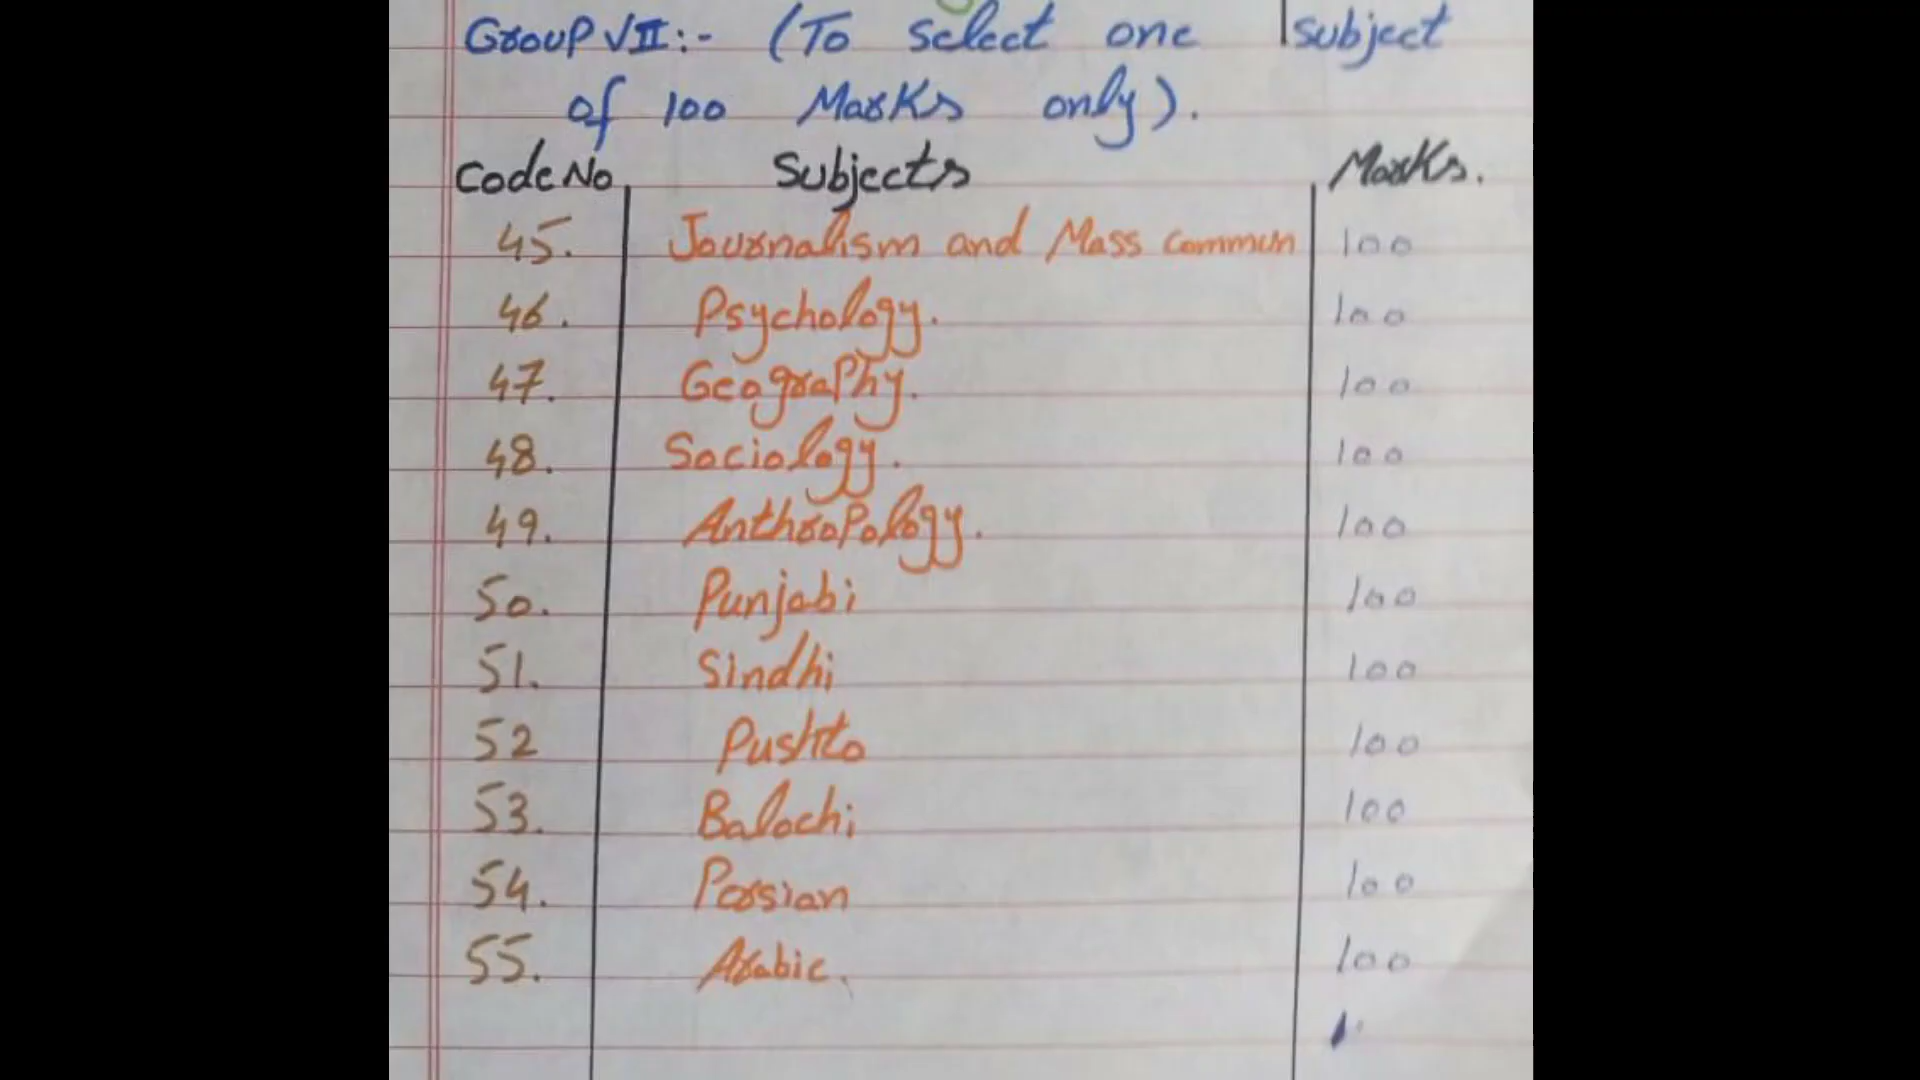 Group VII:- (To select one subject
of 100 Marks only).
Code No Subjects Marks.
45. Journalism and Mass Commun 100
46. Psychology. 100
47. Geography. 100
48. Sociology. 100
49. Anthropology. 100
50. Punjabi 100
51. Sindhi 100
52 Pushto 100
53. Balochi 100
54. Persian 100
55. Arabic. 100